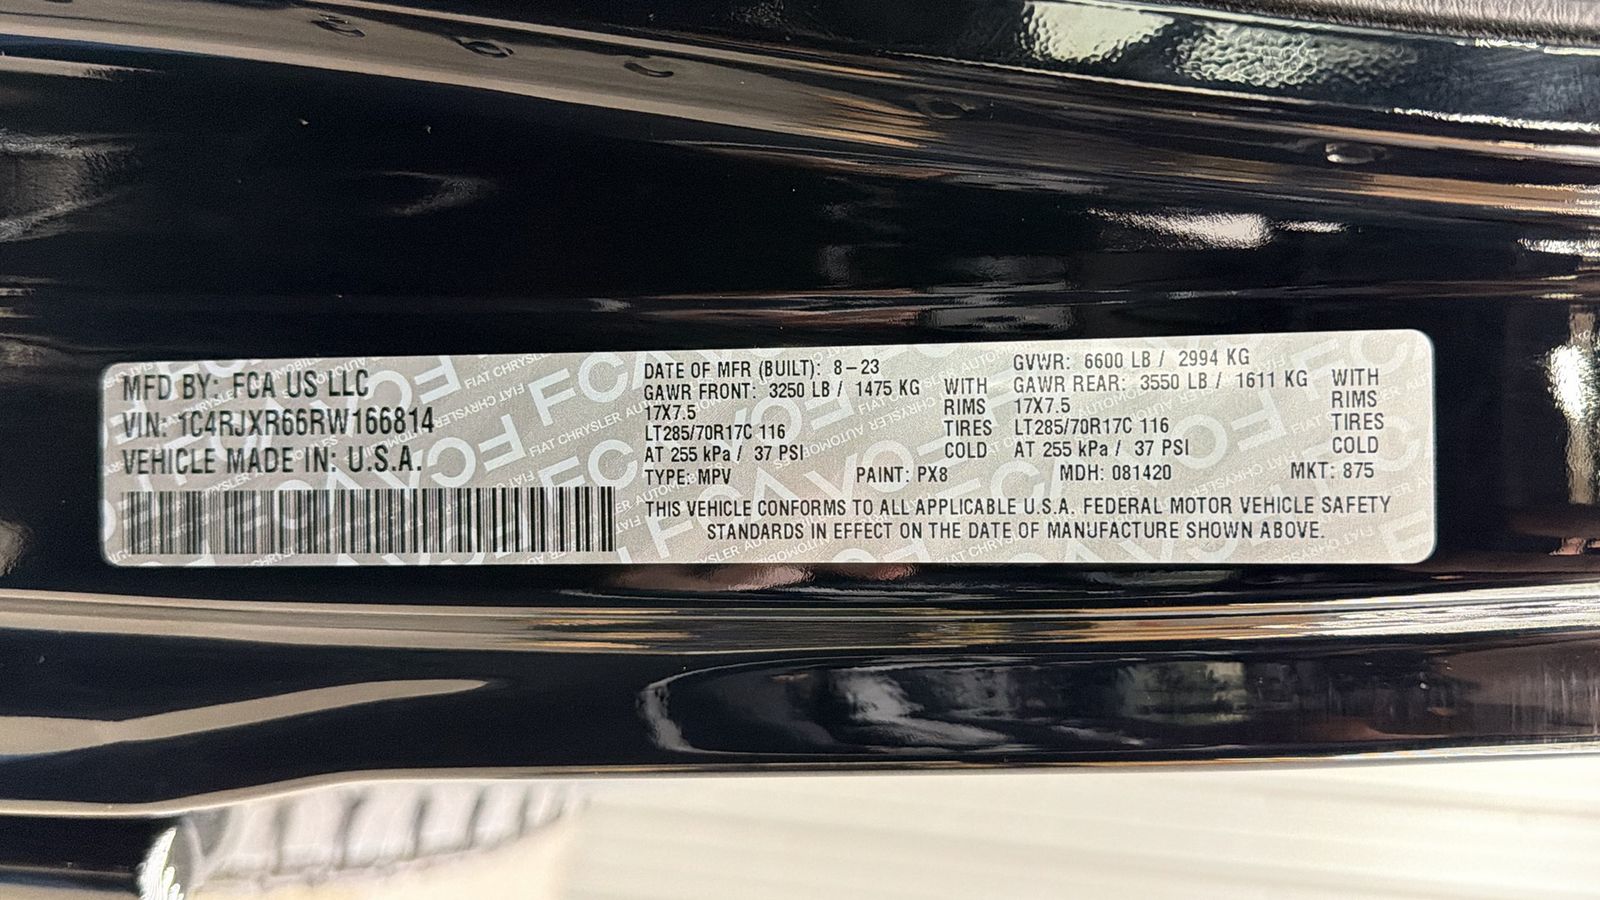 MFD BY: FCA US LLC
VIN: 1C4RJXR66RW166814
VEHICLE MADE IN: U.S.A.
DATE OF MFR (BUILT): 8-23
GAWR FRONT: 3250 LB / 1475 KG WITH
17X7.5 RIMS
LT285/70R17C 116 TIRES
AT 255 kPa / 37 PSI COLD
GVWR: 6600 LB / 2994 KG
GAWR REAR: 3550 LB / 1611 KG WITH
17X7.5 RIMS
LT285/70R17C 116 TIRES
AT 255 kPa / 37 PSI COLD
TYPE: MPV PAINT: PX8 MDH: 081420 MKT: 875
THIS VEHICLE CONFORMS TO ALL APPLICABLE U.S.A. FEDERAL MOTOR VEHICLE SAFETY
STANDARDS IN EFFECT ON THE DATE OF MANUFACTURE SHOWN ABOVE.